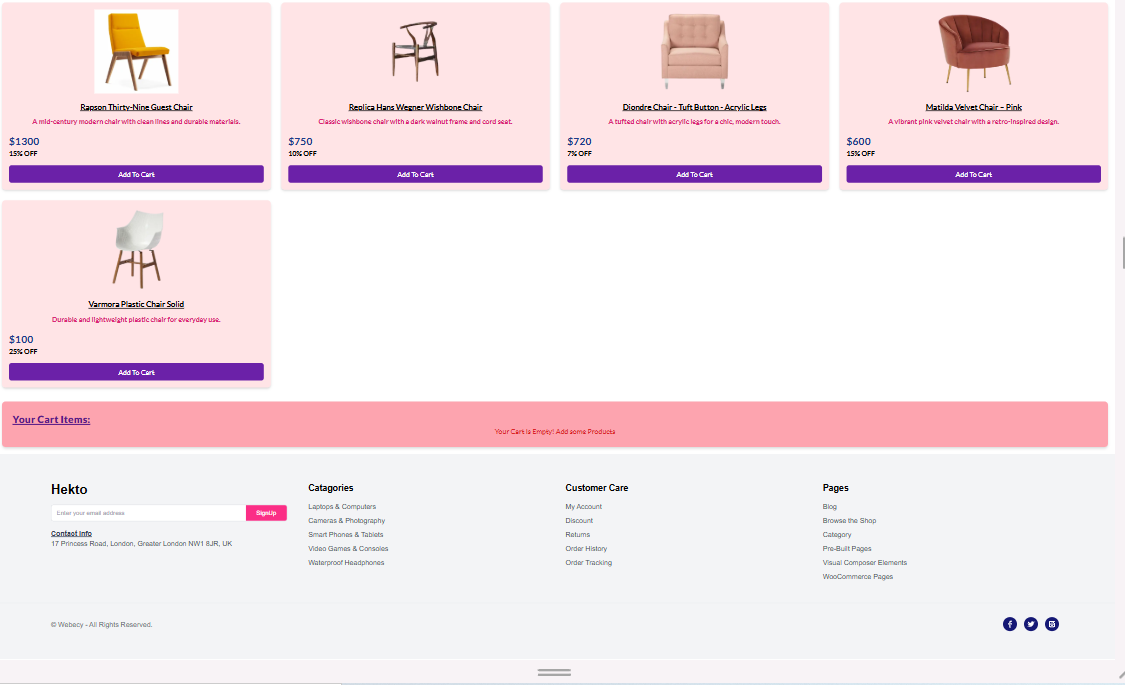 Rapson Thirty-Nine Guest Chair
A mid-century modern chair with clean lines and durable materials.
$1300
15% OFF
Add To Cart
Replica Hans Wegner Wishbone Chair
Classic wishbone chair with a dark walnut frame and cord seat.
$750
10% OFF
Add To Cart
Diondre Chair - Tuft Button - Acrylic Legs
A tufted chair with acrylic legs for a chic, modern touch.
$720
7% OFF
Add To Cart
Matilda Velvet Chair – Pink
A vibrant pink velvet chair with a retro-inspired design.
$600
15% OFF
Add To Cart
Varmora Plastic Chair Solid
Durable and lightweight plastic chair for everyday use.
$100
25% OFF
Add To Cart
Your Cart Items:
Your Cart Is Empty! Add some Products
Hekto
Enter your email address
SignUp
Contact Info
17 Princess Road, London, Greater London NW1 8JR, UK
Catagories
Laptops & Computers
Cameras & Photography
Smart Phones & Tablets
Video Games & Consoles
Waterproof Headphones
Customer Care
My Account
Discount
Returns
Order History
Order Tracking
Pages
Blog
Browse the Shop
Category
Pre-Built Pages
Visual Composer Elements
WooCommerce Pages
© Webecy - All Rights Reserved.